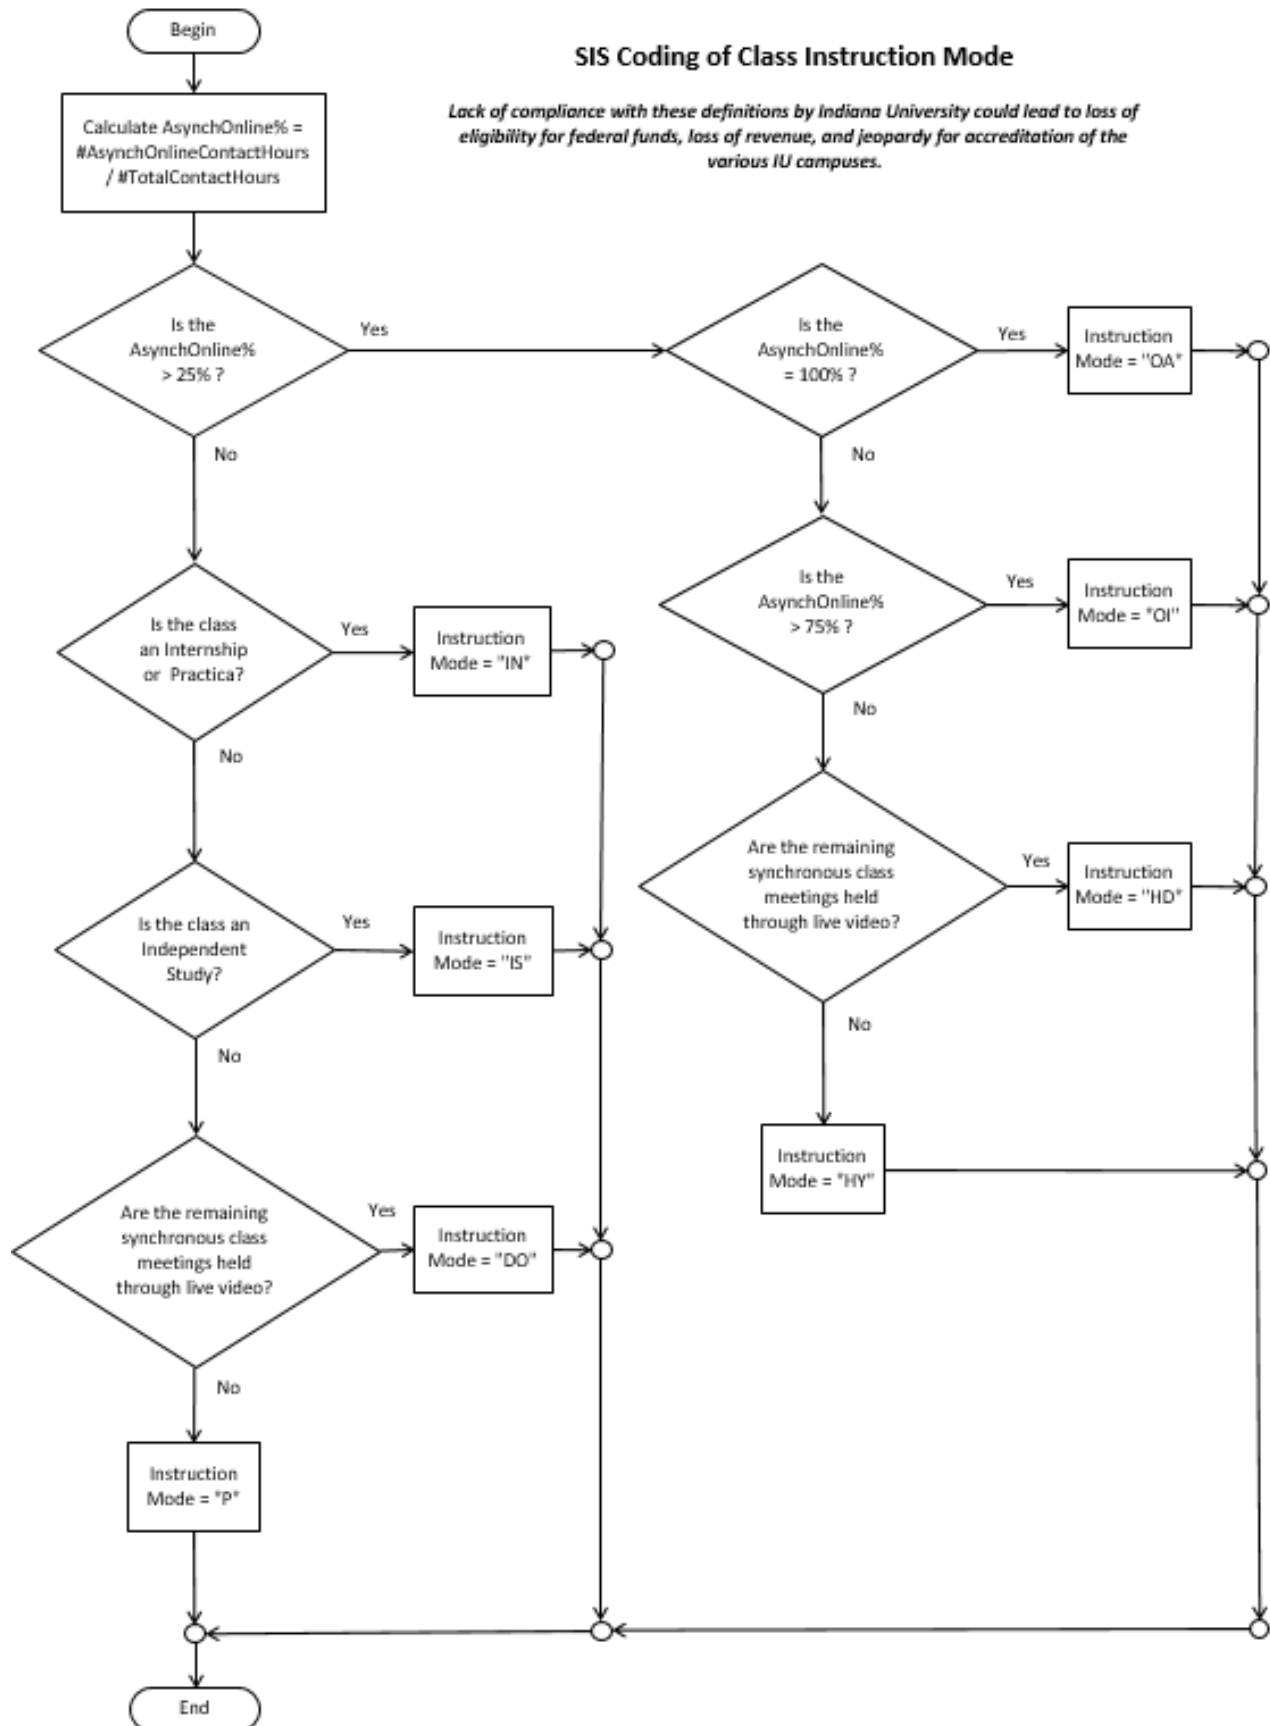 Begin
SIS Coding of Class Instruction Mode
Lack of compliance with these definitions by Indiana University could lead to loss of
eligibility for federal funds, loss of revenue, and jeopardy for accreditation of the
various IU campuses.
Calculate AsynchOnline% =
#AsynchOnlineContactHours
/ #TotalContactHours
Is the
AsynchOnline%
> 25% ?
Yes
No
Is the
AsynchOnline%
= 100% ?
Yes
Instruction
Mode = "OA"
No
Is the
AsynchOnline%
> 75% ?
Yes
Instruction
Mode = "OI"
No
Are the remaining
synchronous class
meetings held
through live video?
Yes
Instruction
Mode = "HD"
No
Instruction
Mode = "HY"
Is the class
an Internship
or Practica?
Yes
Instruction
Mode = "IN"
No
Is the class an
Independent
Study?
Yes
Instruction
Mode = "IS"
No
Are the remaining
synchronous class
meetings held
through live video?
Yes
Instruction
Mode = "DO"
No
Instruction
Mode = "P"
End